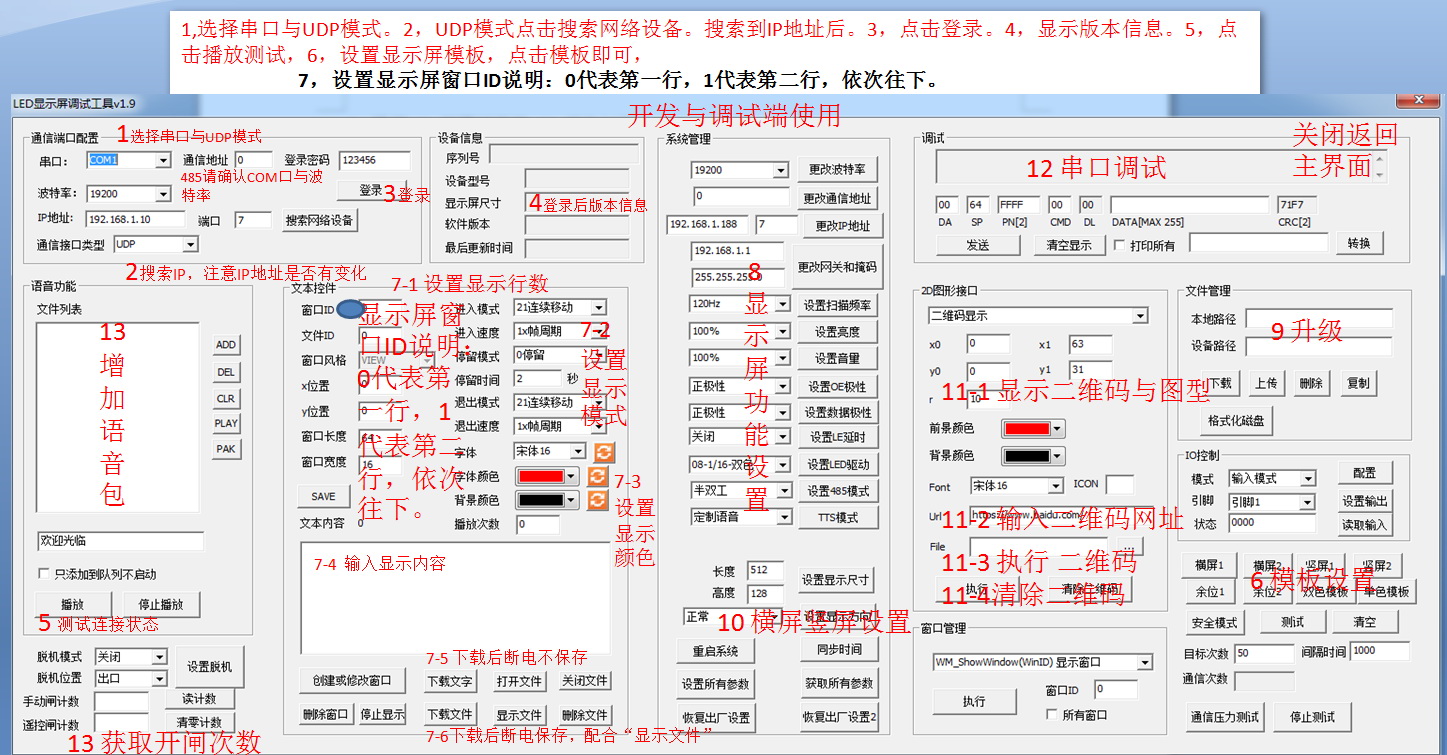 1,选择串口与UDP模式。2，UDP模式点击搜索网络设备。搜索到IP地址后。3，点击登录。4，显示版本信息。5，点
击播放测试，6，设置显示屏模板，点击模板即可，
7，设置显示屏窗口ID说明：0代表第一行，1代表第二行，依次往下。
LED显示屏调试工具v1.9
开发与调试端使用
关闭返回
主界面
通信端口配置
1选择串口与UDP模式
串口：
COM1
通信地址
0
登录密码
123456
485请确认COM口与波
特率
波特率：
19200
登录
3登录
IP地址:
192.168.1.10
端口
7
搜索网络设备
通信接口类型
UDP
2搜索IP，注意IP地址是否有变化
设备信息
序列号
设备型号
显示屏尺寸
4登录后版本信息
软件版本
最后更新时间
系统管理
19200
更改波特率
0
更改通信地址
192.168.1.188
7
更改IP地址
192.168.1.1
255.255.255.0
更改网关和掩码
8显示屏功能设置
120Hz
设置扫描频率
100%
设置亮度
100%
设置音量
正极性
设置OE极性
正极性
设置数据极性
关闭
设置LE延时
08-1/16-双色
设置LED驱动
半双工
设置485模式
定制语音
TTS模式
长度
512
高度
128
设置显示尺寸
正常
设置显示方向
10 横屏竖屏设置
重启系统
同步时间
设置所有参数
获取所有参数
恢复出厂设置
恢复出厂设置2
调试
12 串口调试
00
64
FFFF
00
00
71F7
DA
SP
PN[2]
CMD
DL
DATA[MAX 255]
CRC[2]
发送
清空显示
打印所有
转换
语音功能
文件列表
13
增
加
语
音
包
ADD
DEL
CLR
PLAY
PAK
欢迎光临
只添加到队列不启动
播放
停止播放
5 测试连接状态
脱机模式
关闭
脱机位置
出口
设置脱机
手动闸计数
读计数
遥控闸计数
清零计数
13 获取开闸次数
文本控件
7-1 设置显示行数
窗口ID
显示屏窗
口ID说明：
0代表第
一行，1
代表第二
行，依次
往下。
文件ID
0
窗口风格
VIEW
x位置
0
y位置
0
窗口长度
64
窗口宽度
16
SAVE
文本内容
0
进入模式
21连续移动
进入速度
1x帧周期
7-2
设置
显示
模式
停留模式
0停留
停留时间
2
秒
退出模式
21连续移动
退出速度
1x帧周期
字体
宋体16
字体颜色
背景颜色
7-3
设置
显示
颜色
播放次数
0
7-4 输入显示内容
7-5 下载后断电不保存
创建或修改窗口
下载文字
打开文件
关闭文件
删除窗口
停止显示
下载文件
显示文件
删除文件
7-6下载后断电保存，配合“显示文件”
2D图形接口
二维码显示
x0
0
x1
63
y0
0
y1
31
11-1 显示二维码与图型
r
10
前景颜色
背景颜色
Font
宋体16
ICON
Url
https://www.baidu.com/
11-2 输入二维码网址
File
...
11-3 执行 二维码
执行
清除二维码
11-4清除二维码
窗口管理
WM_ShowWindow(WinID) 显示窗口
执行
窗口ID
0
所有窗口
文件管理
本地路径
9 升级
设备路径
下载
上传
删除
复制
格式化磁盘
IO控制
模式
输入模式
配置
引脚
引脚1
设置输出
状态
0000
读取输入
横屏1
横屏2
竖屏1
竖屏2
6 模板设置
余位1
余位2
双色模板
单色模板
安全模式
测试
清空
目标次数
50
间隔时间
1000
通信次数
通信压力测试
停止测试